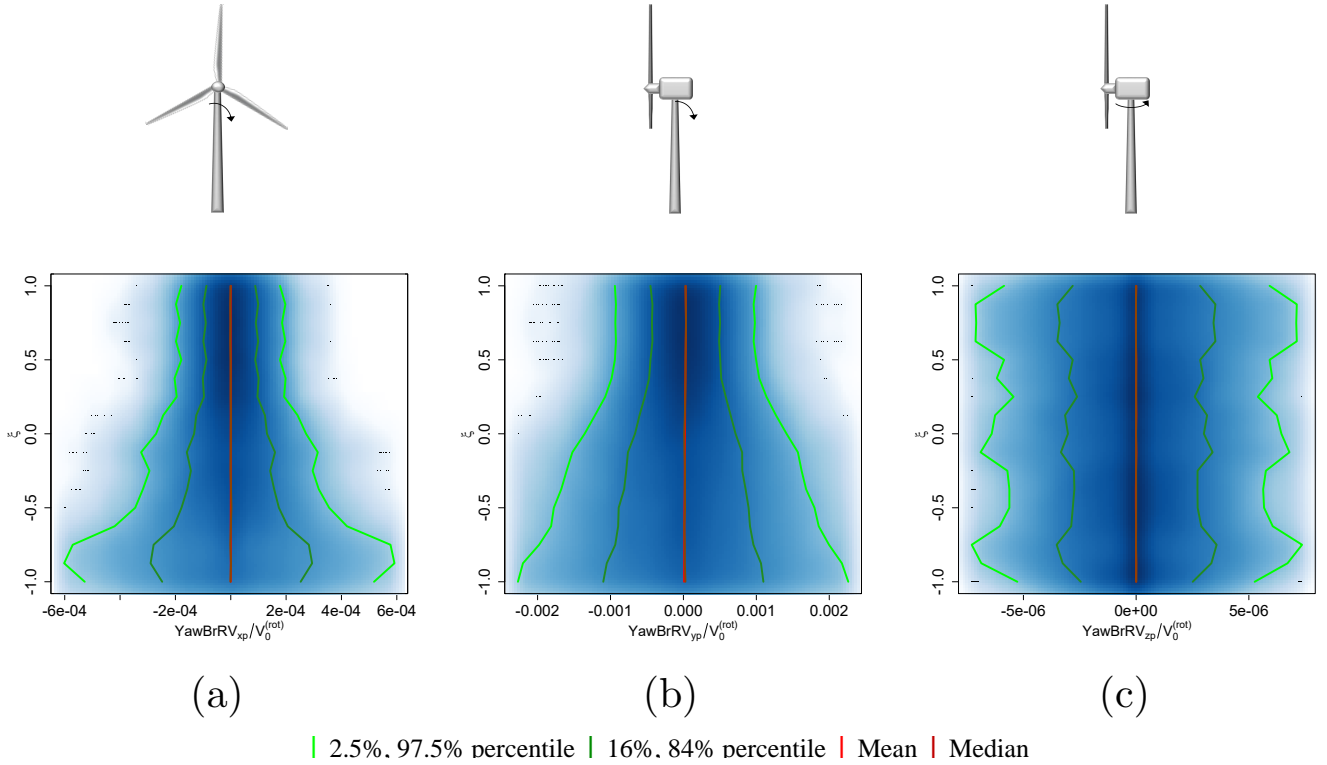 1.0
0.5
0.0
-0.5
-1.0
ξ
-6e-04 -2e-04 0 2e-04 4e-04 6e-04
YawBrRVxp/V0(rot)
1.0
0.5
0.0
-0.5
-1.0
ξ
-0.002 -0.001 0.000 0.001 0.002
YawBrRVyp/V0(rot)
1.0
0.5
0.0
-0.5
-1.0
ξ
-5e-06 0e+00 5e-06
YawBrRVzp/V0(rot)
(a) (b) (c)
2.5%, 97.5% percentile 16%, 84% percentile Mean Median